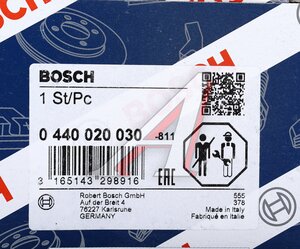 BOSCH
1 St/Pc
0 440 020 030 -811
3 165143 298916
EAC
Robert Bosch GmbH
Auf der Breit 4
76227 Karlsruhe
GERMANY
555
378
Made in Italy
Fabriqué en Italie